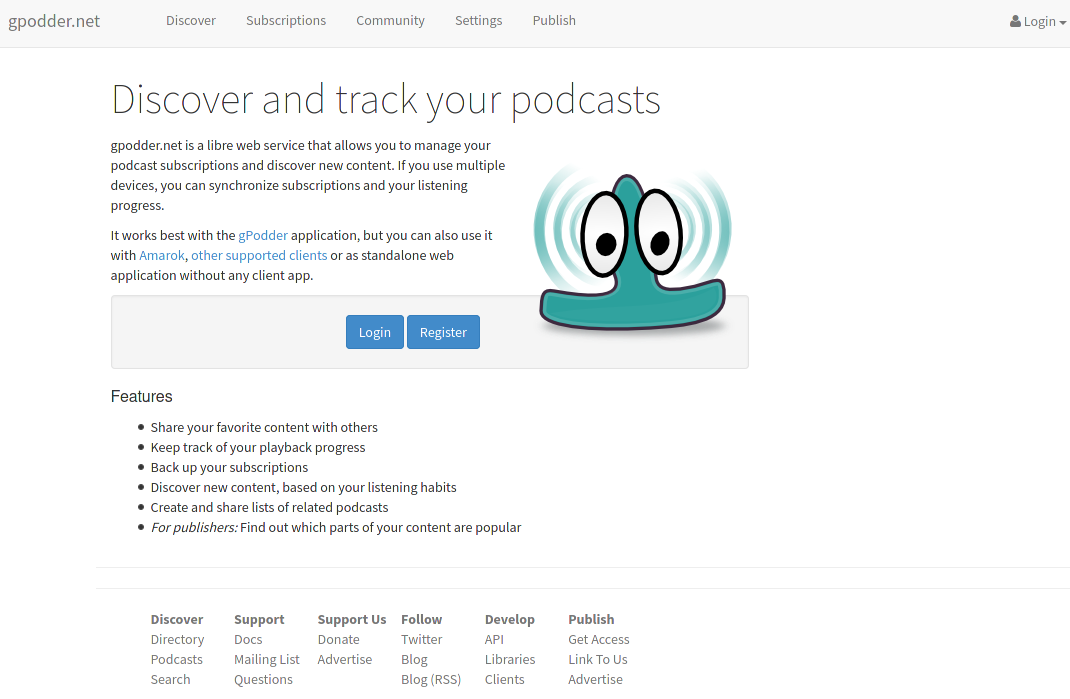 gpodder.net Discover Subscriptions Community Settings Publish Login
Discover and track your podcasts
gpodder.net is a libre web service that allows you to manage your
podcast subscriptions and discover new content. If you use multiple
devices, you can synchronize subscriptions and your listening
progress.
It works best with the gPodder application, but you can also use it
with Amarok, other supported clients or as standalone web
application without any client app.
Login Register
Features
Share your favorite content with others
Keep track of your playback progress
Back up your subscriptions
Discover new content, based on your listening habits
Create and share lists of related podcasts
For publishers: Find out which parts of your content are popular
Discover Support Support Us Follow Develop Publish
Directory Docs Donate Twitter API Get Access
Podcasts Mailing List Advertise Blog Libraries Link To Us
Search Questions Blog (RSS) Clients Advertise